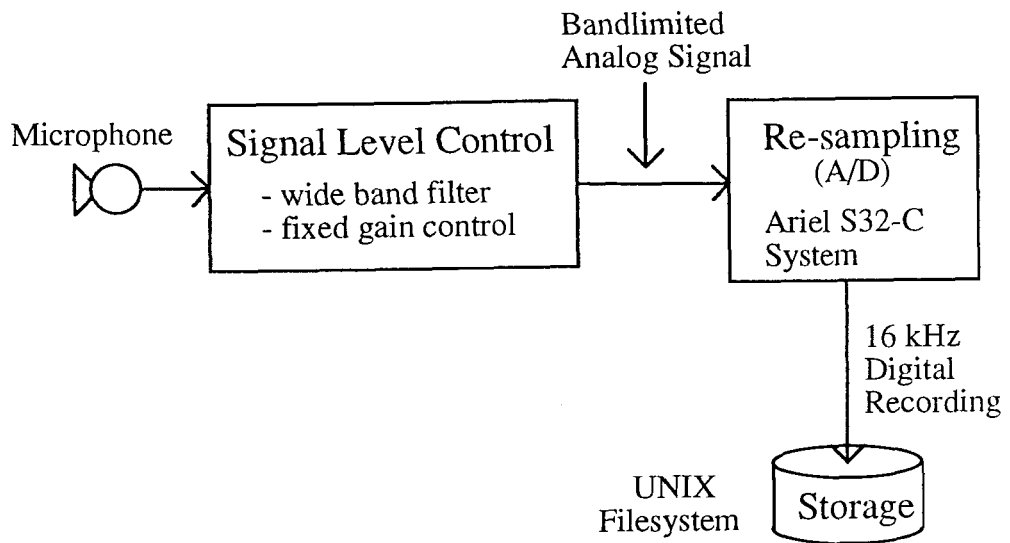 Bandlimited
Analog Signal
Microphone
Signal Level Control
- wide band filter
- fixed gain control
Re-sampling
(A/D)
Ariel S32-C
System
16 kHz
Digital
Recording
UNIX
Filesystem
Storage